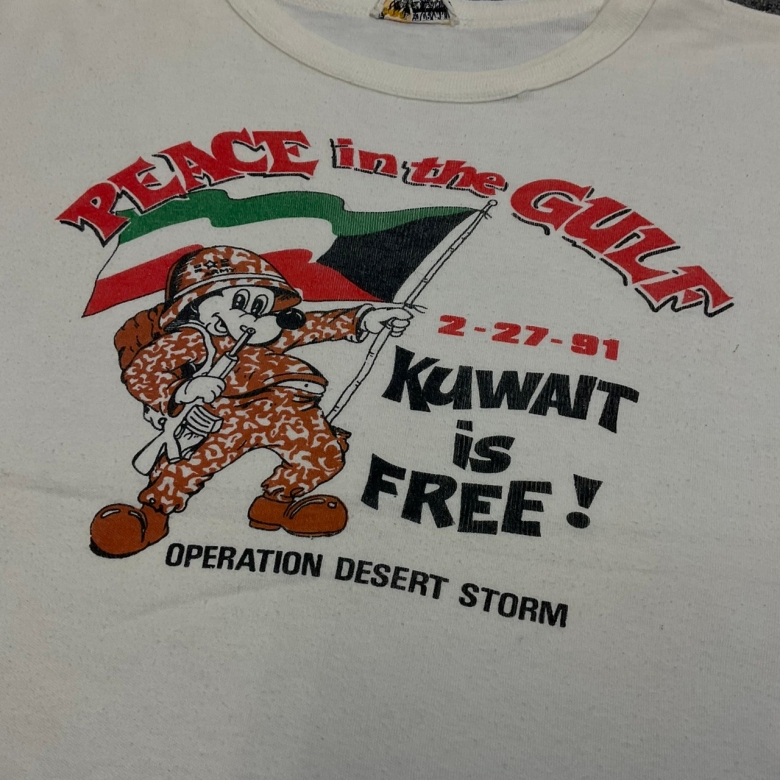 PEACE in the GULF
2-27-91
KUWAIT
is
FREE!
OPERATION DESERT STORM